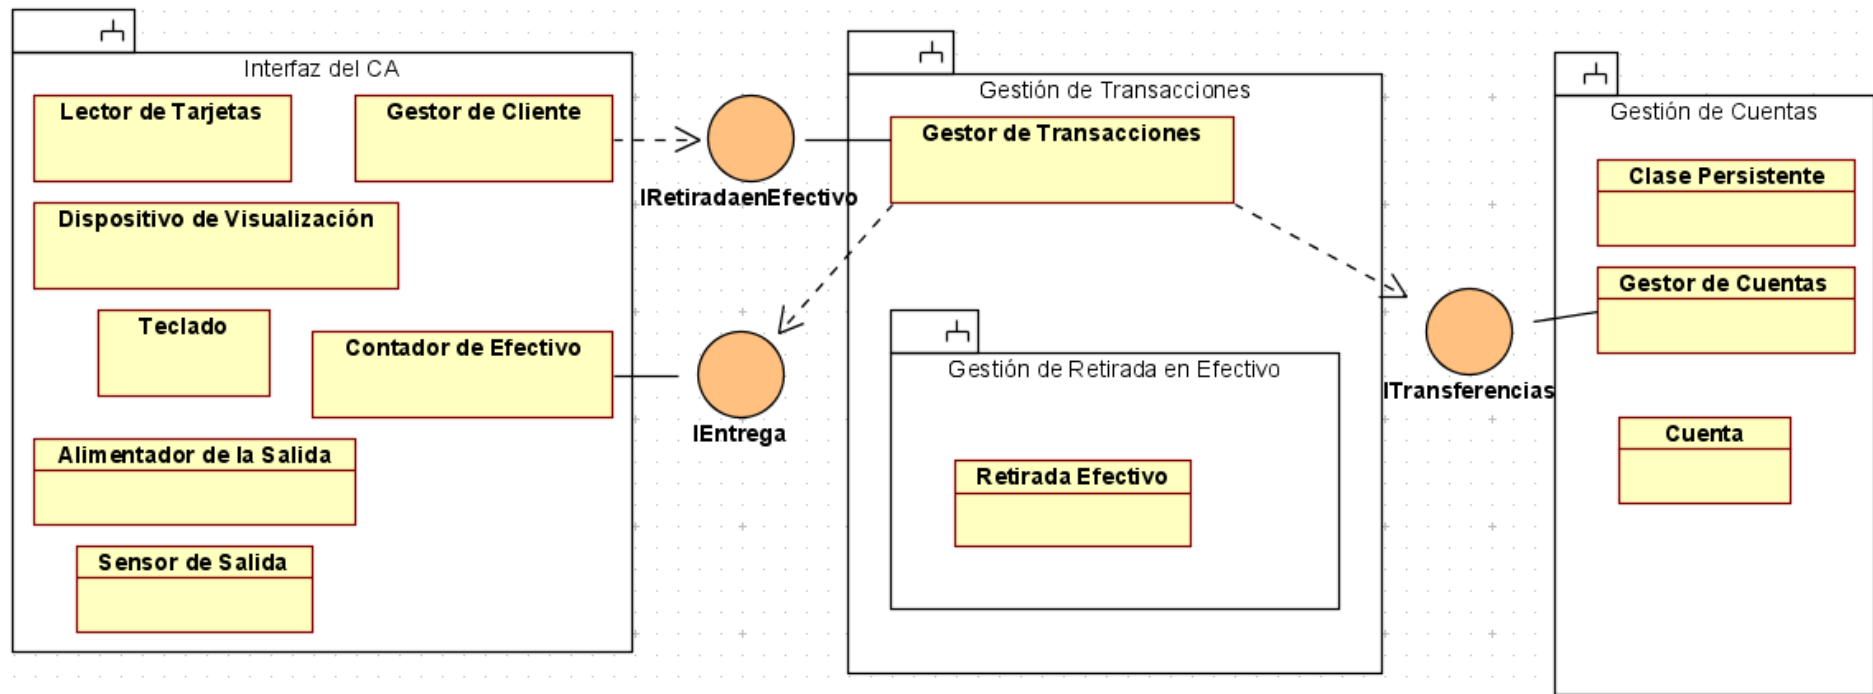 Interfaz del CA
Lector de Tarjetas
Gestor de Cliente
Dispositivo de Visualización
Teclado
Contador de Efectivo
Alimentador de la Salida
Sensor de Salida
IRetiradaenEfectivo
IEntrega
Gestión de Transacciones
Gestor de Transacciones
Gestión de Retirada en Efectivo
Retirada Efectivo
ITransferencias
Gestión de Cuentas
Clase Persistente
Gestor de Cuentas
Cuenta